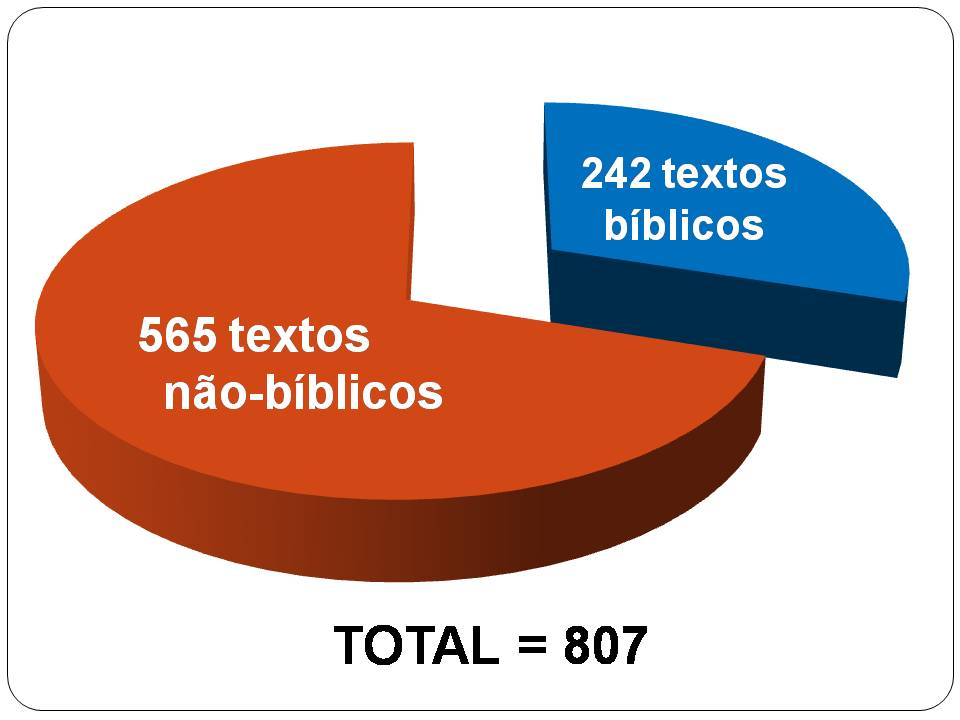 242 textos
bíblicos
565 textos
não-bíblicos
TOTAL = 807